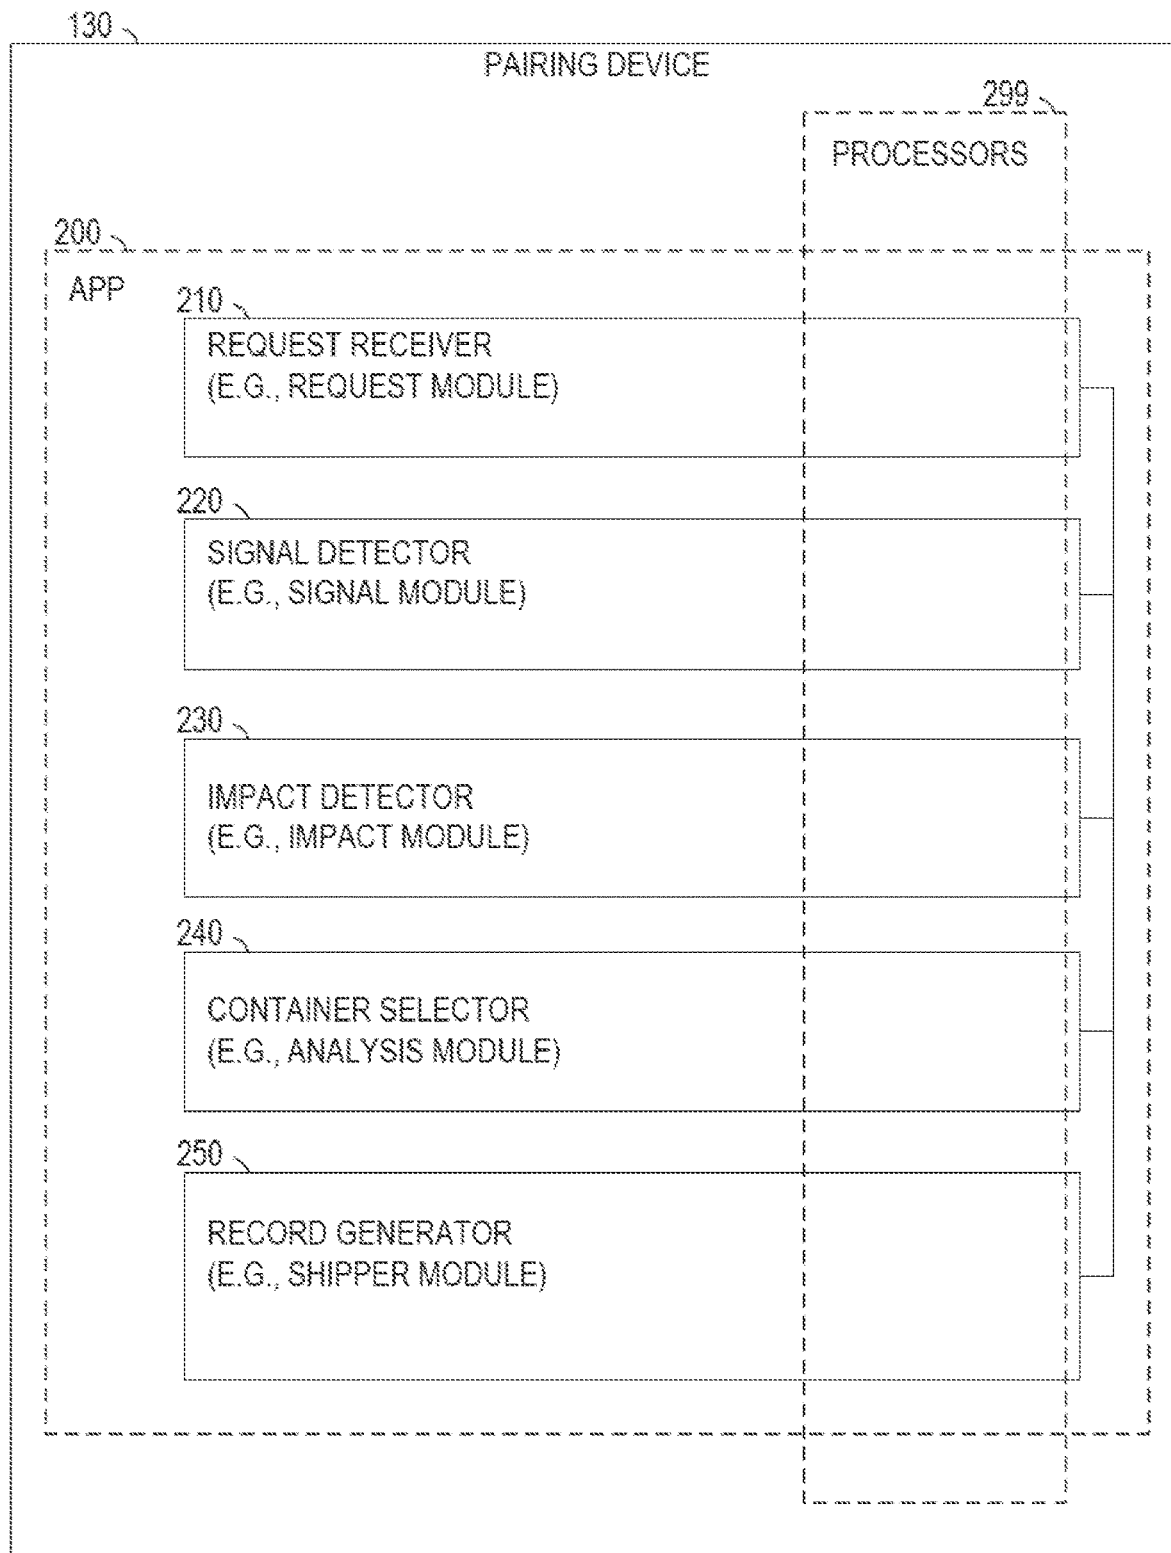 130
PAIRING DEVICE
299
PROCESSORS
200
APP
210
REQUEST RECEIVER
(E.G., REQUEST MODULE)
220
SIGNAL DETECTOR
(E.G., SIGNAL MODULE)
230
IMPACT DETECTOR
(E.G., IMPACT MODULE)
240
CONTAINER SELECTOR
(E.G., ANALYSIS MODULE)
250
RECORD GENERATOR
(E.G., SHIPPER MODULE)